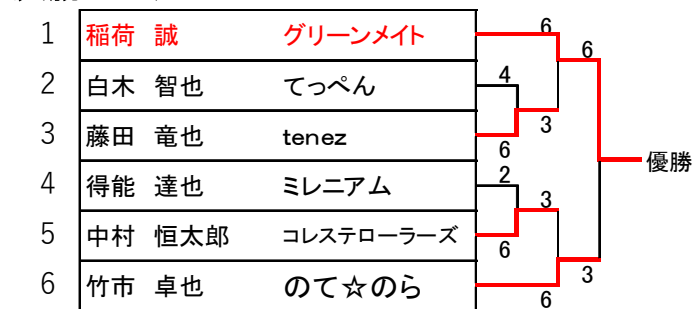 1 稲荷 誠 グリーンメイト 6
6
2 白木 智也 てっぺん 4
3
3 藤田 竜也 tenez 6
優勝
4 得能 達也 ミレニアム 2
3
5 中村 恒太郎 コレステローラーズ 6
3
6 竹市 卓也 のて☆のら 6